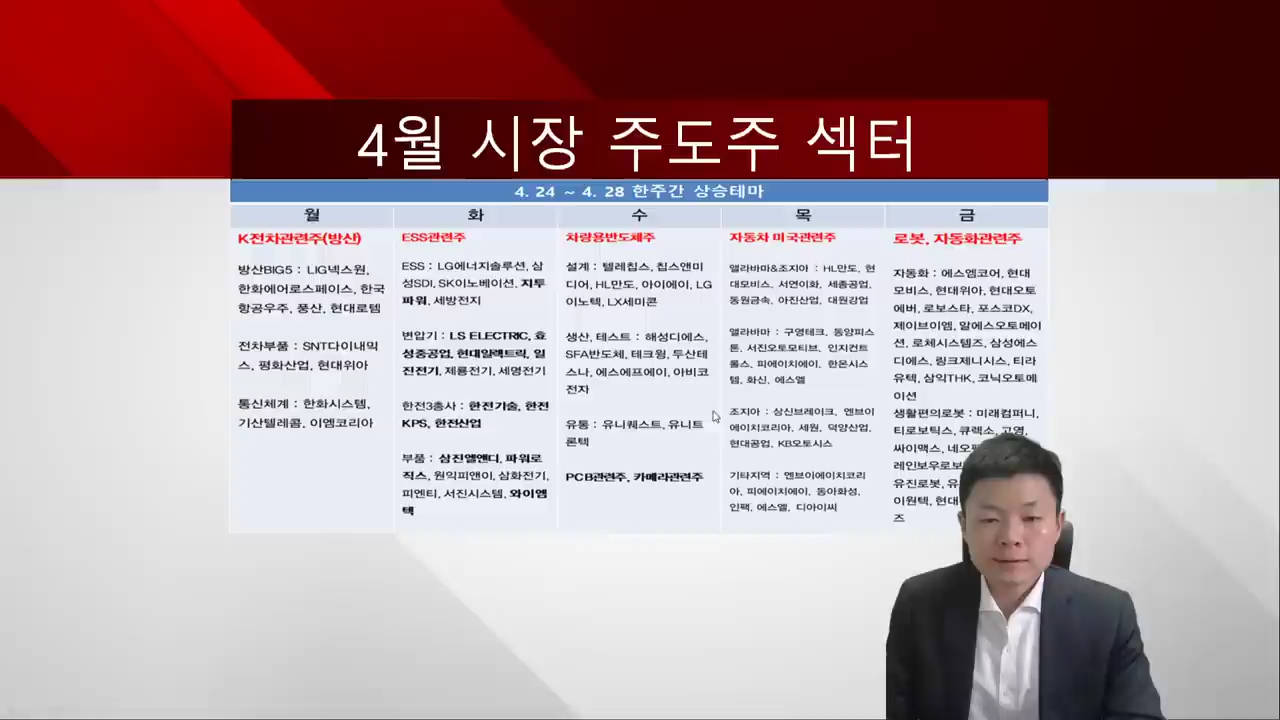 4월 시장 주도주 섹터
4. 24 ~ 4. 28 한주간 상승테마
월
화
수
목
금
K전차관련주(방산)
방산BIG5 : LIG넥스원,
한화에어로스페이스, 한국
항공우주, 풍산, 현대로템
전차부품 : SNT다이내믹
스, 평화산업, 현대위아
통신체계 : 한화시스템,
기산텔레콤, 이엠코리아
ESS관련주
ESS : LG에너지솔루션, 삼
성SDI, SK이노베이션, 지투
파워, 세방전지
변압기 : LS ELECTRIC, 효
성중공업, 현대일렉트릭, 일
진전기, 제룡전기, 세명전기
한전3총사 : 한전기술, 한전
KPS, 한전산업
부품 : 삼진엘앤디, 파워로
직스, 원익피앤이, 삼화전기,
피엔티, 서진시스템, 와이엠
텍
차량용반도체주
설계 : 텔레칩스, 칩스앤미
디어, HL만도, 아이에이, LG
이노텍, LX세미콘
생산, 테스트 : 해성디에스,
SFA반도체, 테크윙, 두산테
스나, 에스에프에이, 아비코
전자
유통 : 유니퀘스트, 유니트
론텍
PCB관련주, 카메라관련주
자동차 미국관련주
앨라바마&조지아 : HL만도, 현
대모비스, 서연이화, 세종공업,
동원금속, 아진산업, 대원강업
앨라바마 : 구영테크, 동양피스
톤, 서진오토모티브, 인지컨트
롤스, 피에이치에이, 한온시스
템, 화신, 에스엘
조지아 : 상신브레이크, 엔브이
에이치코리아, 세원, 덕양산업,
현대공업, KB오토시스
기타지역 : 엔브이에이치코리
아, 피에이치에이, 동아화성,
인팩, 에스엘, 디아이씨
로봇, 자동화관련주
자동화 : 에스엠코어, 현대
모비스, 현대위아, 현대오토
에버, 로보스타, 포스코DX,
제이브이엠, 알에스오토메이
션, 로체시스템즈, 삼성에스
디에스, 링크제니시스, 티라
유텍, 삼익THK, 코닉오토메
이션
생활편의로봇 : 미래컴퍼니,
티로보틱스, 큐렉소, 고영,
싸이맥스, 네오
레인보우로보
유진로봇, 유
이원텍, 현대
즈